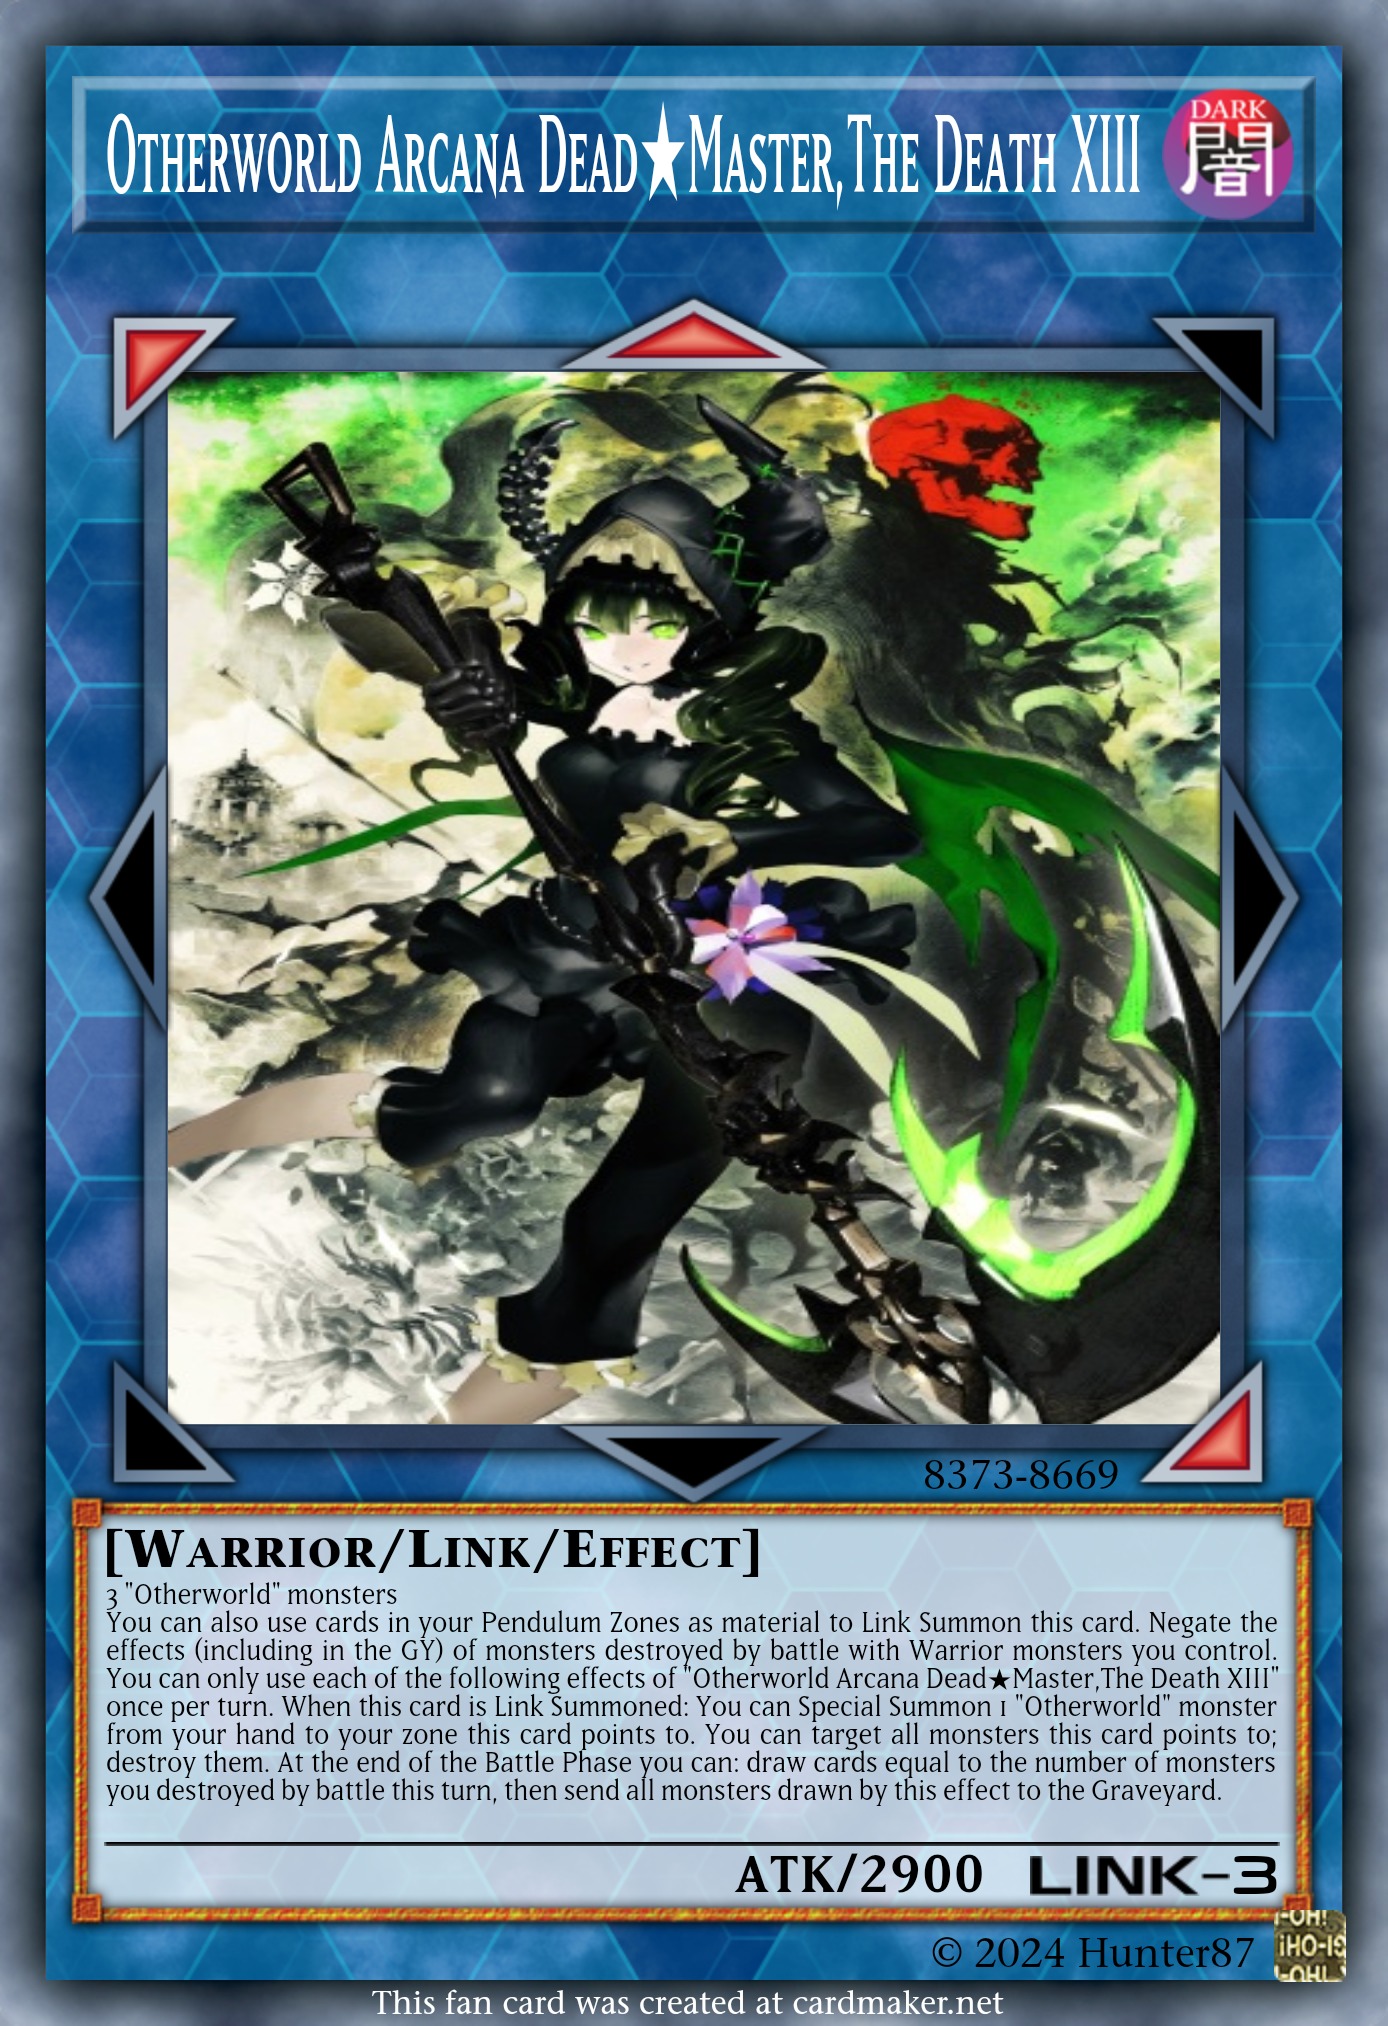 Otherworld Arcana Dead★Master,The Death XIII
DARK
闇
8373-8669
[Warrior/Link/Effect]
3 "Otherworld" monsters
You can also use cards in your Pendulum Zones as material to Link Summon this card. Negate the
effects (including in the GY) of monsters destroyed by battle with Warrior monsters you control.
You can only use each of the following effects of "Otherworld Arcana Dead★Master,The Death XIII"
once per turn. When this card is Link Summoned: You can Special Summon 1 "Otherworld" monster
from your hand to your zone this card points to. You can target all monsters this card points to;
destroy them. At the end of the Battle Phase you can: draw cards equal to the number of monsters
you destroyed by battle this turn, then send all monsters drawn by this effect to the Graveyard.
ATK/2900 LINK-3
© 2024 Hunter87
This fan card was created at cardmaker.net